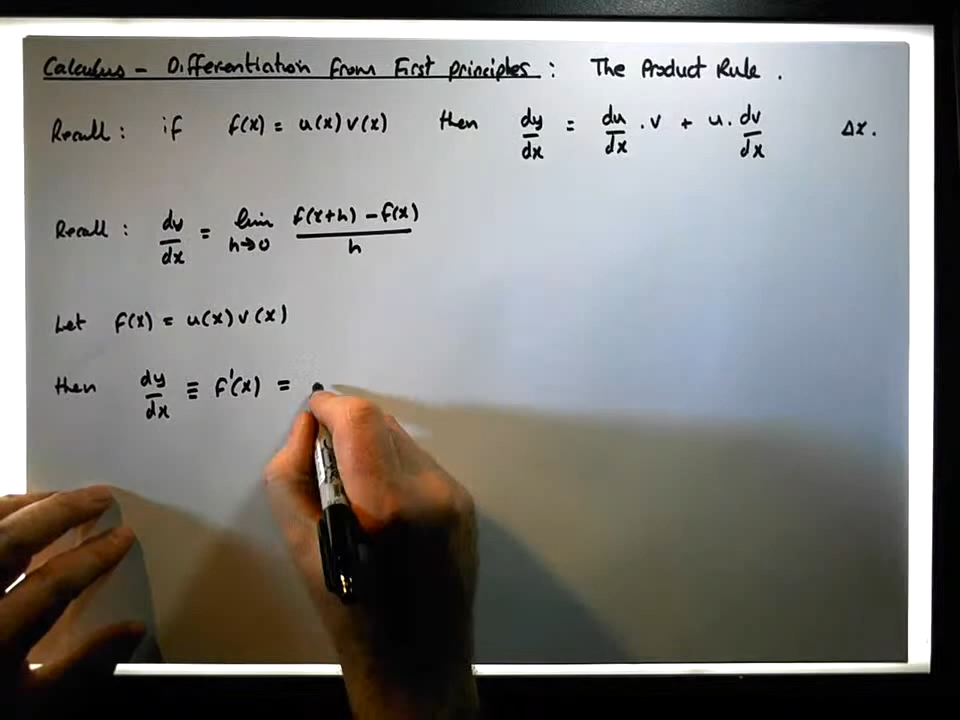 Calculus - Differentiation From First Principles : The Product Rule .
Recall : if f(x) = u(x) v(x) then dy/dx = du/dx . v + u . dv/dx Δx .
Recall : dy/dx = lim h→0 f(x+h) - f(x) / h
Let f(x) = u(x) v(x)
then dy/dx ≡ f'(x) =